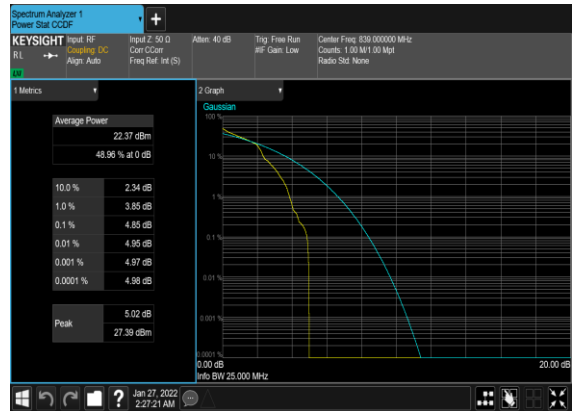 Spectrum Analyzer 1
Power Stat CCDF
KEYSIGHT
Input: RF
Input Z: 50 Ω
Atten: 40 dB
Trig: Free Run
Center Freq: 839.000000 MHz
R L
Coupling: DC
Corr CCorr
#IF Gain: Low
Counts: 1.00 M/1.00 Mpt
Align: Auto
Freq Ref: Int (S)
Radio Std: None
1 Metrics
2 Graph
Average Power
22.37 dBm
48.96 % at 0 dB
10.0 % 2.34 dB
1.0 % 3.85 dB
0.1 % 4.85 dB
0.01 % 4.95 dB
0.001 % 4.97 dB
0.0001 % 4.98 dB
Peak
5.02 dB
27.39 dBm
Gaussian
100 %
10 %
1 %
0.1 %
0.01 %
0.001 %
0.0001 %
0.00 dB
20.00 dB
Info BW 25.000 MHz
?
Jan 27, 2022
2:27:21 AM